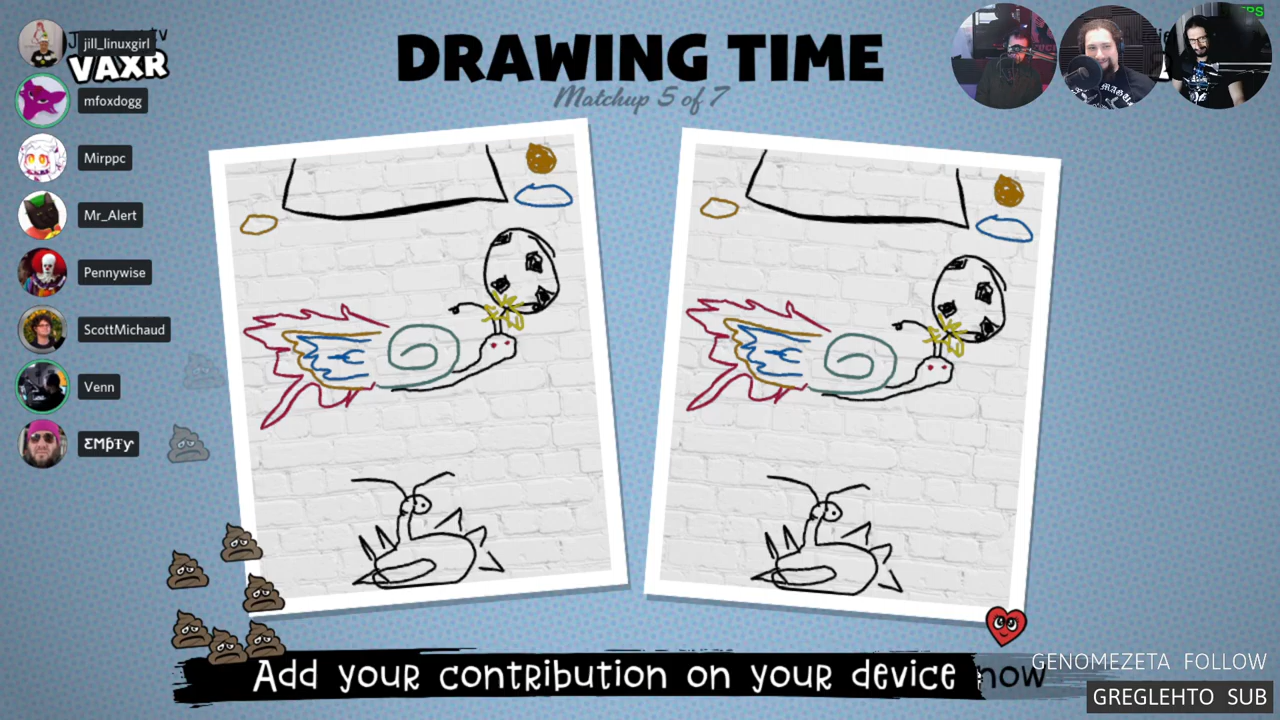 jill_linuxgirl
VAXR
mfoxdogg
Mirppc
Mr_Alert
Pennywise
ScottMichaud
Venn
ΣMþŦƴ
DRAWING TIME
Matchup 5 of 7
Add your contribution on your device now
GENOMEZETA FOLLOW
GREGLEHTO SUB